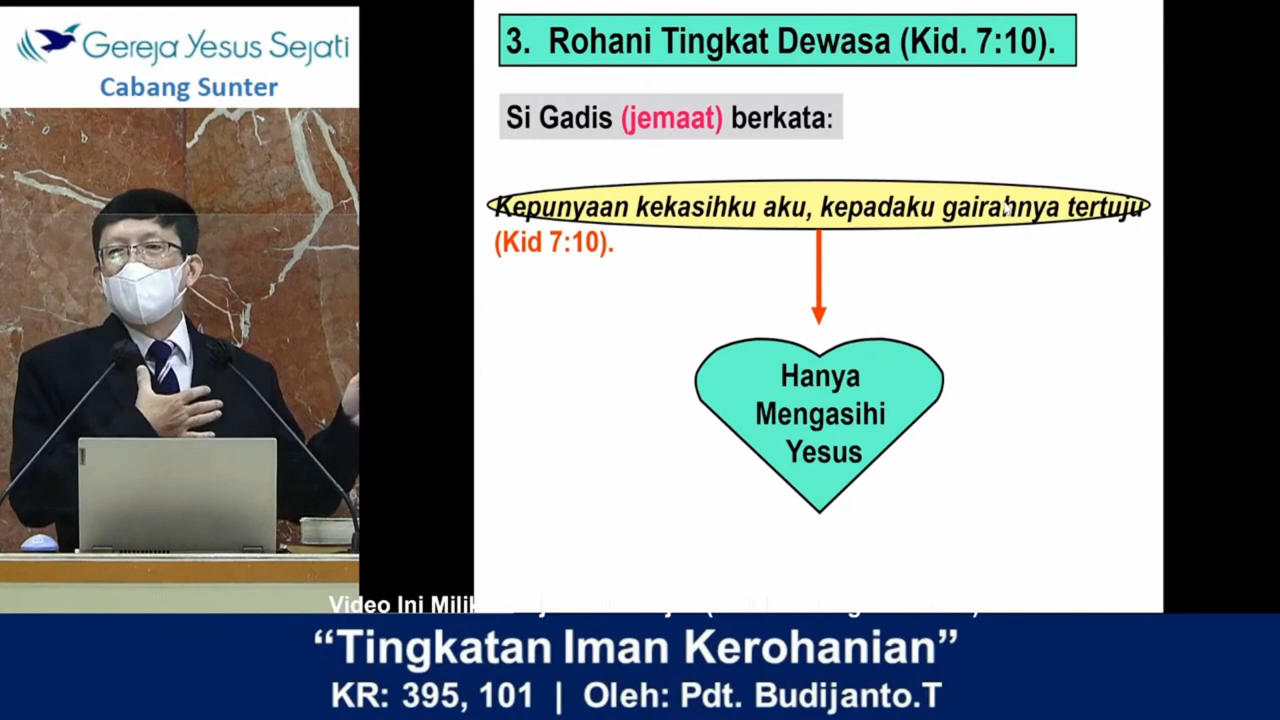 Gereja Yesus Sejati
Cabang Sunter
3. Rohani Tingkat Dewasa (Kid. 7:10).
Si Gadis (jemaat) berkata:
Kepunyaan kekasihku aku, kepadaku gairahnya tertuju
(Kid 7:10).
Hanya
Mengasihi
Yesus
Video Ini Milik
“Tingkatan Iman Kerohanian”
KR: 395, 101 | Oleh: Pdt. Budijanto.T